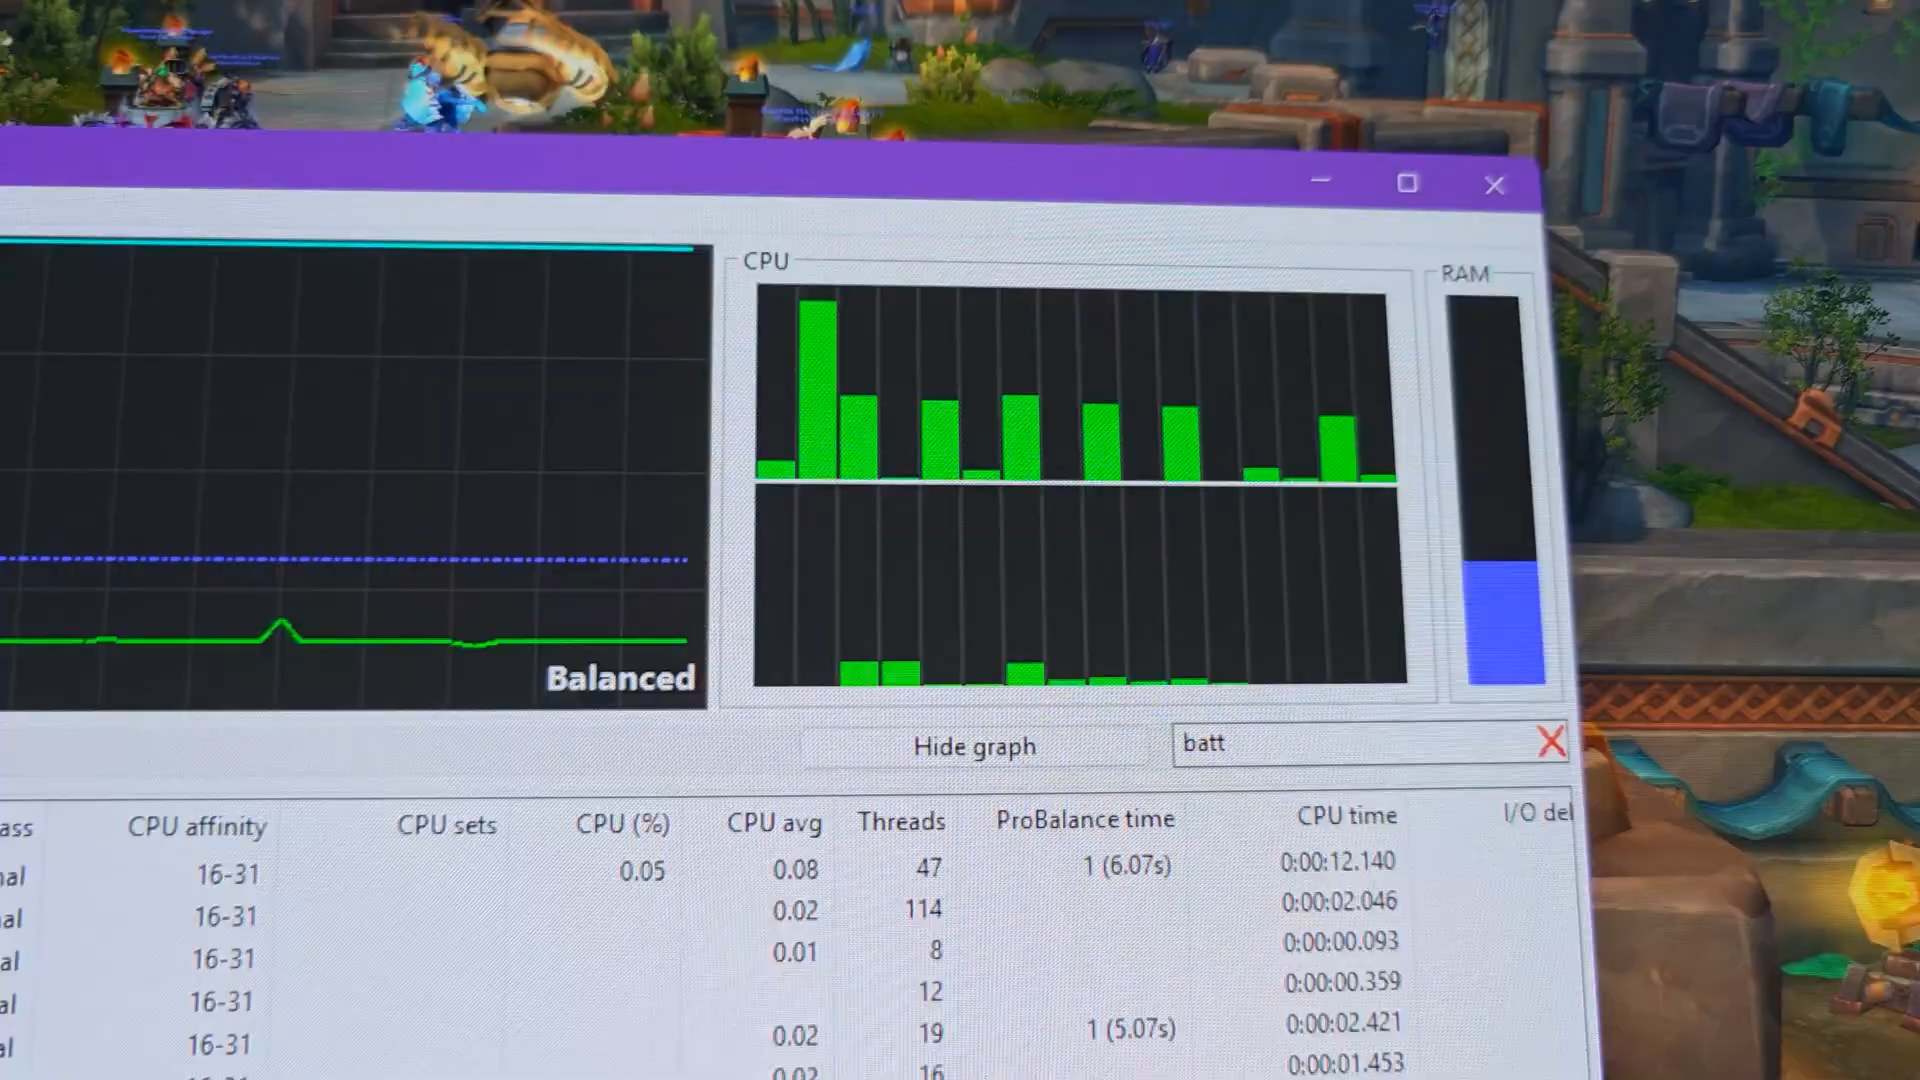 CPU
RAM
Balanced
Hide graph
batt
ass CPU affinity CPU sets CPU (%) CPU avg Threads ProBalance time CPU time I/O del
nal 16-31 0.05 0.08 47 1 (6.07s) 0:00:12.140
al 16-31 0.02 114 0:00:02.046
al 16-31 0.01 8 0:00:00.093
al 16-31 12 0:00:00.359
al 16-31 0.02 19 1 (5.07s) 0:00:02.421
0.02 16 0:00:01.453